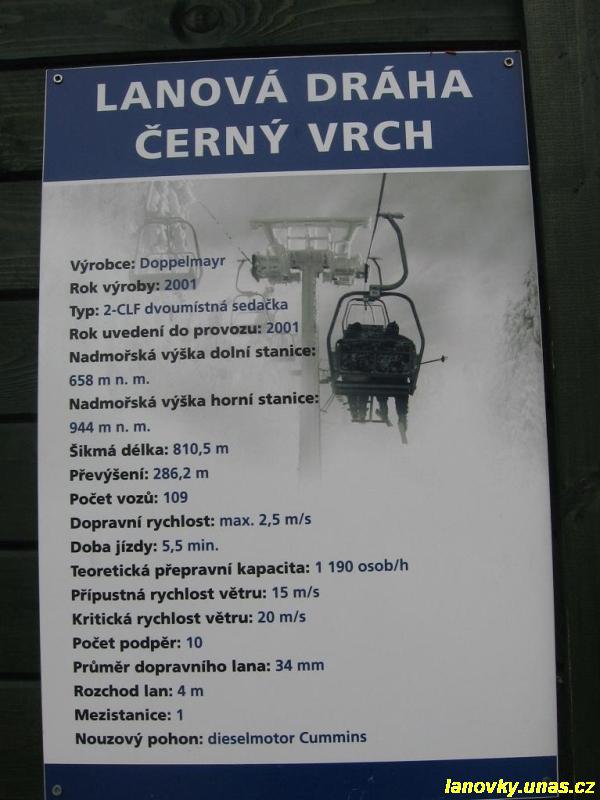 LANOVÁ DRÁHA
ČERNÝ VRCH
Výrobce: Doppelmayr
Rok výroby: 2001
Typ: 2-CLF dvoumístná sedačka
Rok uvedení do provozu: 2001
Nadmořská výška dolní stanice:
658 m n. m.
Nadmořská výška horní stanice:
944 m n. m.
Šikmá délka: 810,5 m
Převýšení: 286,2 m
Počet vozů: 109
Dopravní rychlost: max. 2,5 m/s
Doba jízdy: 5,5 min.
Teoretická přepravní kapacita: 1 190 osob/h
Přípustná rychlost větru: 15 m/s
Kritická rychlost větru: 20 m/s
Počet podpěr: 10
Průměr dopravního lana: 34 mm
Rozchod lan: 4 m
Mezistanice: 1
Nouzový pohon: dieselmotor Cummins
lanovky.unas.cz